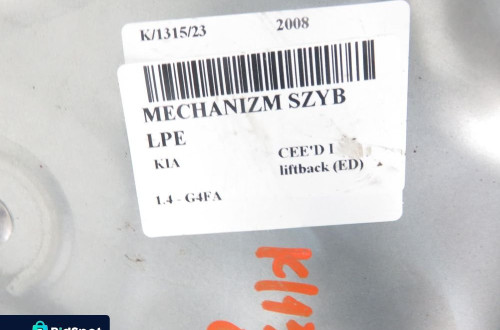 K/1315/23 2008
MECHANIZM SZYB
LPE
KIA CEE'D I
liftback (ED)
1.4 - G4FA